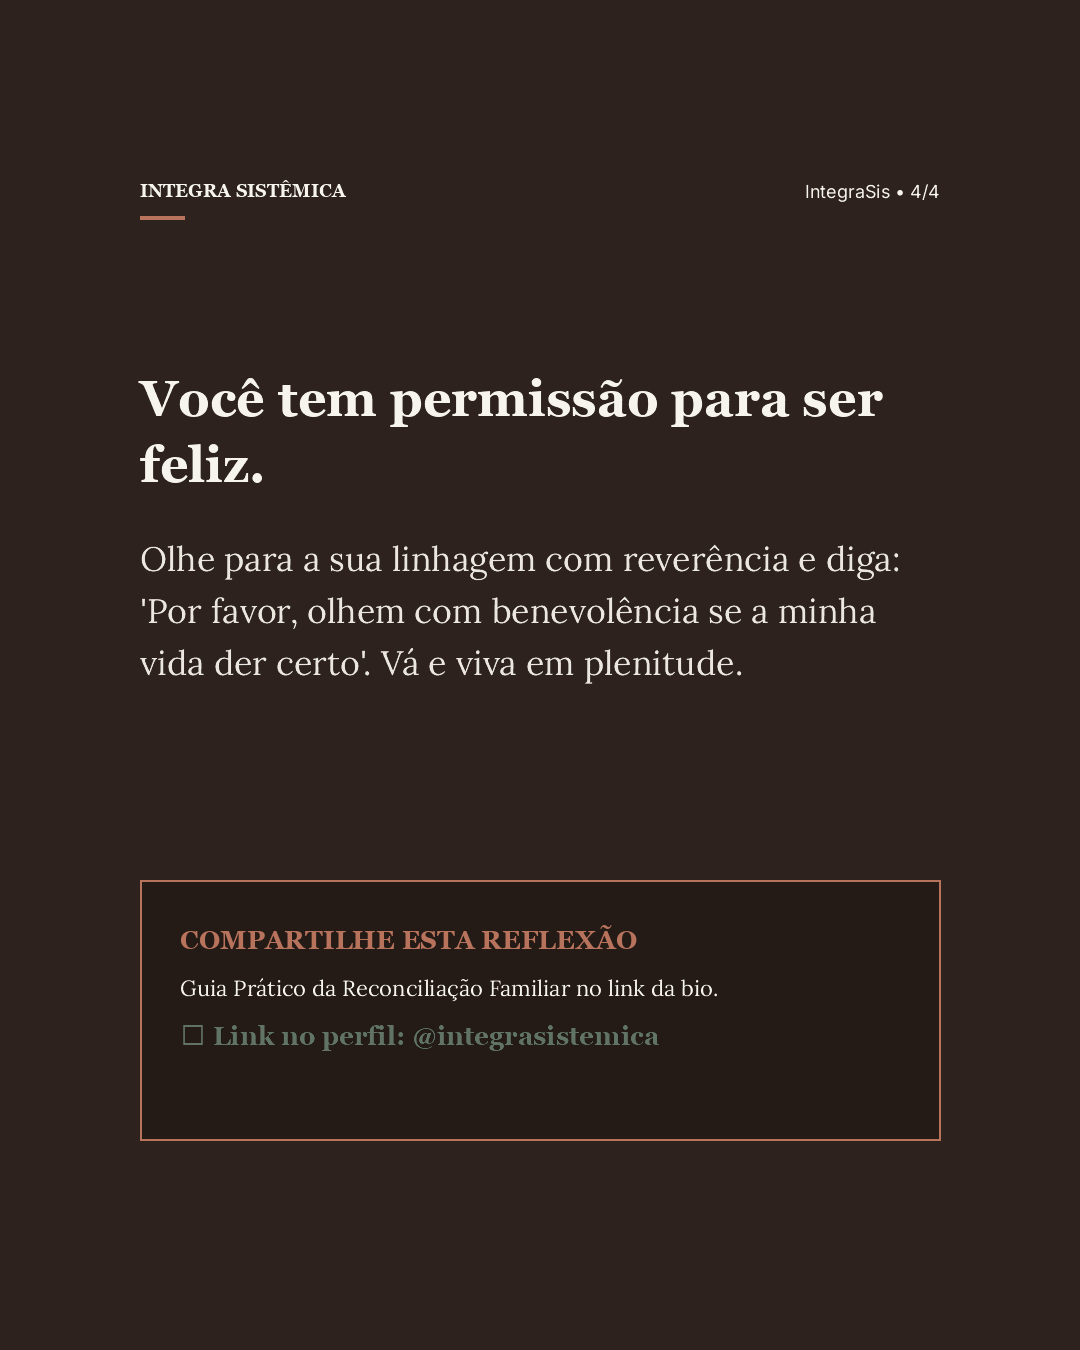 INTEGRA SISTÊMICA
IntegraSis • 4/4
Você tem permissão para ser
feliz.
Olhe para a sua linhagem com reverência e diga:
'Por favor, olhem com benevolência se a minha
vida der certo'. Vá e viva em plenitude.
COMPARTILHE ESTA REFLEXÃO
Guia Prático da Reconciliação Familiar no link da bio.
☐ Link no perfil: @integrasistemica